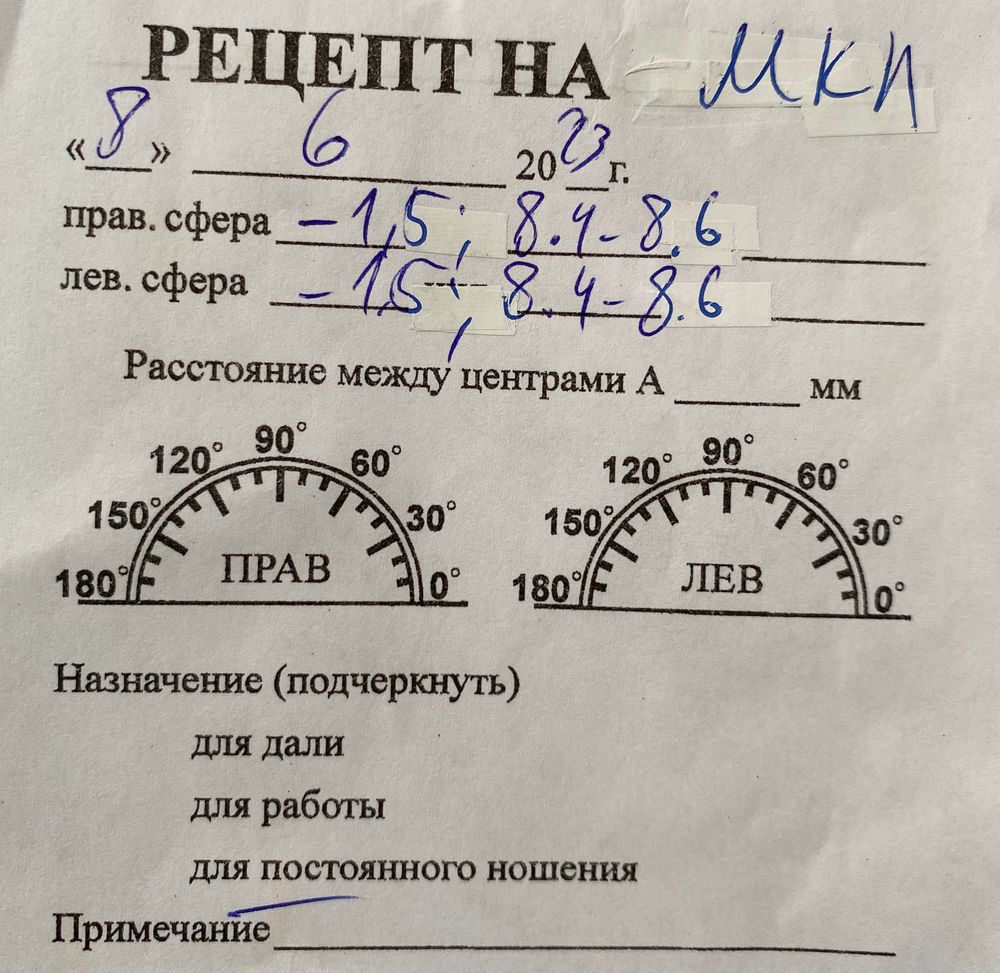 РЕЦЕПТ НА МКЛ
«8» 6 2023 г.
прав. сфера −1,5; 8.4-8.6
лев. сфера −1,5; 8.4-8.6
Расстояние между центрами А ______ мм
180° 150° 120° 90° 60° 30° 0° 180° 150° 120° 90° 60° 30° 0°
ПРАВ ЛЕВ
Назначение (подчеркнуть)
для дали
для работы
для постоянного ношения
Примечание